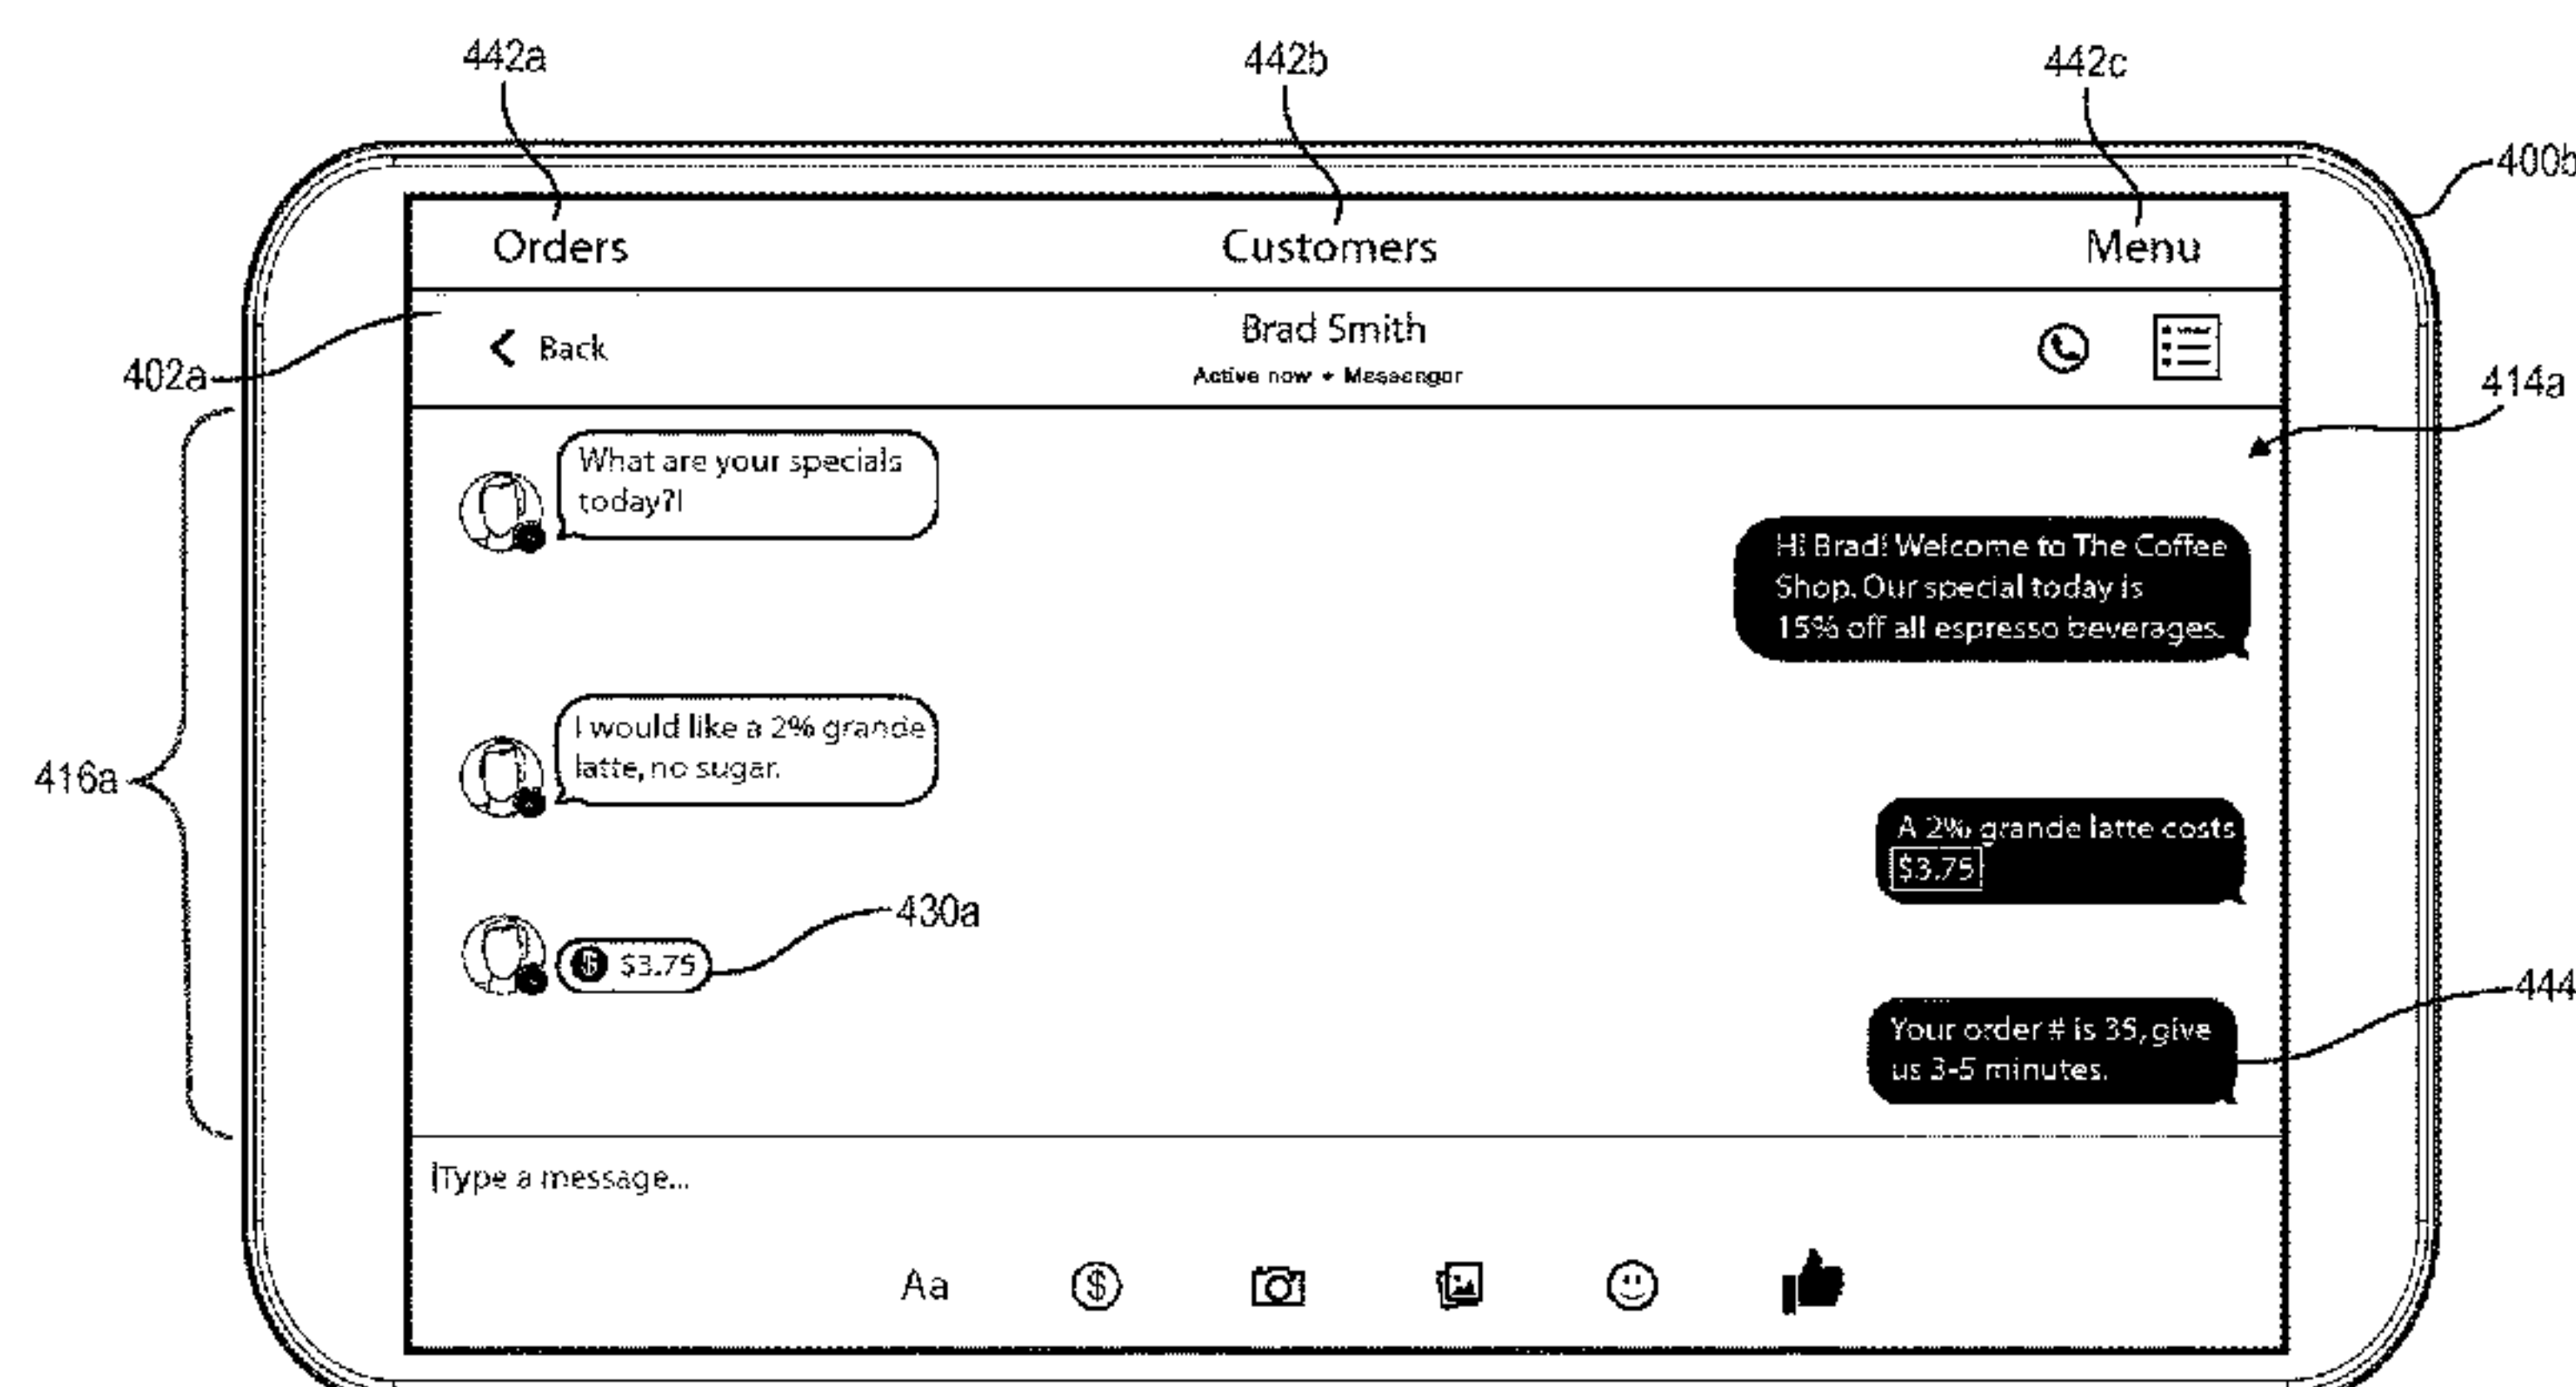 442a 442b 442c
400b
Orders Customers Menu
Back Brad Smith
Active now • Messenger
402a
414a
What are your specials
today?!
Hi Brad! Welcome to The Coffee
Shop. Our special today is
15% off all espresso beverages.
I would like a 2% grande
latte, no sugar.
416a
A 2% grande latte costs
$3.75
430a
$ $3.75
444
Your order # is 35, give
us 3-5 minutes.
Type a message...
Aa $